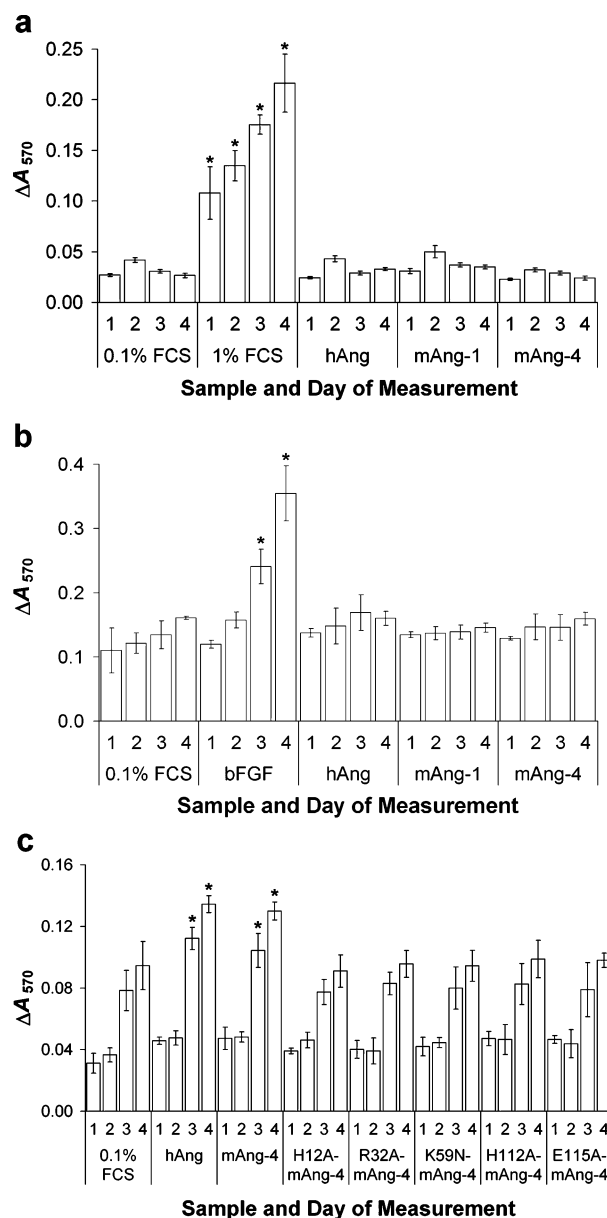 a
0.25
0.20
0.15
0.10
0.05
0.00
ΔA570
* * * *
1 2 3 4 1 2 3 4 1 2 3 4 1 2 3 4 1 2 3 4
0.1% FCS 1% FCS hAng mAng-1 mAng-4
Sample and Day of Measurement
b
0.4
0.3
0.2
0.1
0.0
ΔA570
* *
1 2 3 4 1 2 3 4 1 2 3 4 1 2 3 4 1 2 3 4
0.1% FCS bFGF hAng mAng-1 mAng-4
Sample and Day of Measurement
c
0.16
0.12
0.08
0.04
0.00
ΔA570
* * * *
1 2 3 4 1 2 3 4 1 2 3 4 1 2 3 4 1 2 3 4 1 2 3 4 1 2 3 4 1 2 3 4
0.1% hAng mAng-4 H12A- R32A- K59N- H112A- E115A-
FCS mAng-4 mAng-4 mAng-4 mAng-4 mAng-4
Sample and Day of Measurement